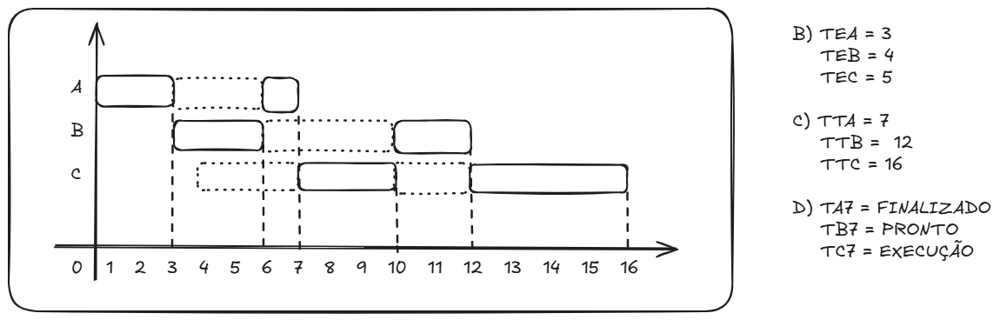 A
B
C
0 1 2 3 4 5 6 7 8 9 10 11 12 13 14 15 16
B) TEA = 3
TEB = 4
TEC = 5
C) TTA = 7
TTB = 12
TTC = 16
D) TA7 = FINALIZADO
TB7 = PRONTO
TC7 = EXECUÇÃO